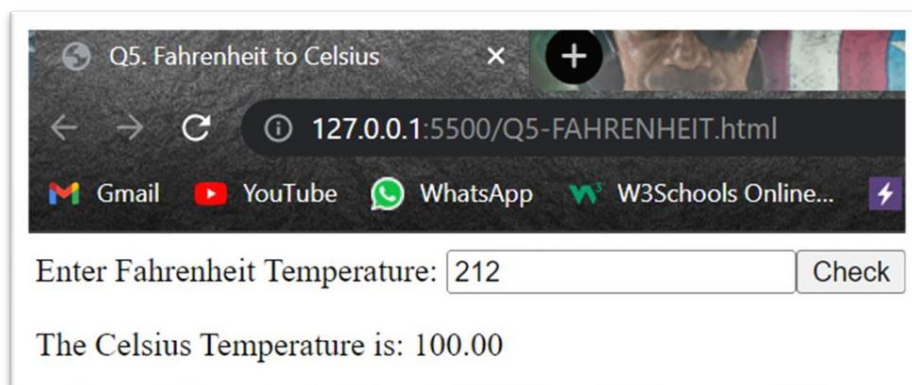 Q5. Fahrenheit to Celsius
127.0.0.1:5500/Q5-FAHRENHEIT.html
Gmail YouTube WhatsApp W3Schools Online...
Enter Fahrenheit Temperature: 212 Check
The Celsius Temperature is: 100.00